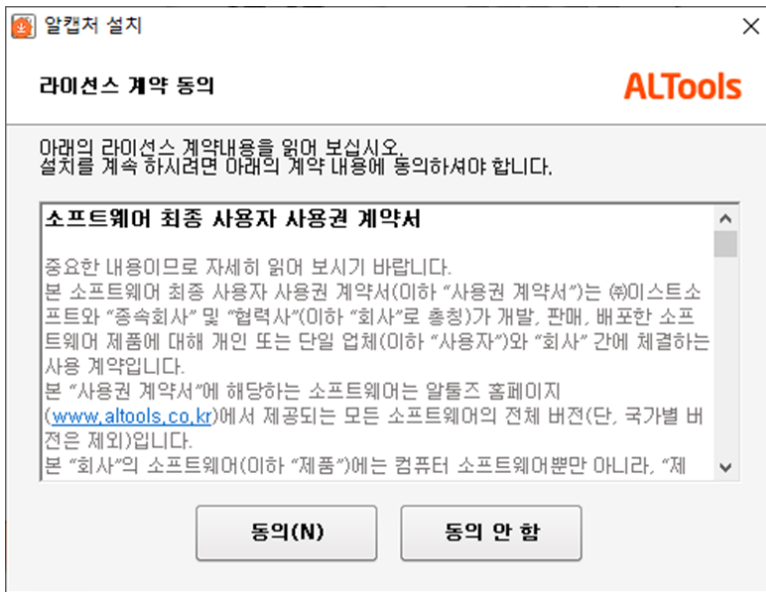 알캡처 설치
라이선스 계약 동의
ALTools
아래의 라이선스 계약내용을 읽어 보십시오.
설치를 계속 하시려면 아래의 계약 내용에 동의하셔야 합니다.
소프트웨어 최종 사용자 사용권 계약서
중요한 내용이므로 자세히 읽어 보시기 바랍니다.
본 소프트웨어 최종 사용자 사용권 계약서(이하 “사용권 계약서”)는 ㈜이스트소
프트와 “종속회사” 및 “협력사”(이하 “회사”로 총칭)가 개발, 판매, 배포한 소프
트웨어 제품에 대해 개인 또는 단일 업체(이하 “사용자”)와 “회사” 간에 체결하는
사용 계약입니다.
본 “사용권 계약서”에 해당하는 소프트웨어는 알툴즈 홈페이지
(www.altools.co.kr)에서 제공되는 모든 소프트웨어의 전체 버전(단, 국가별 버
전은 제외)입니다.
본 “회사”의 소프트웨어(이하 “제품”)에는 컴퓨터 소프트웨어뿐만 아니라, “제
동의(N)
동의 안 함